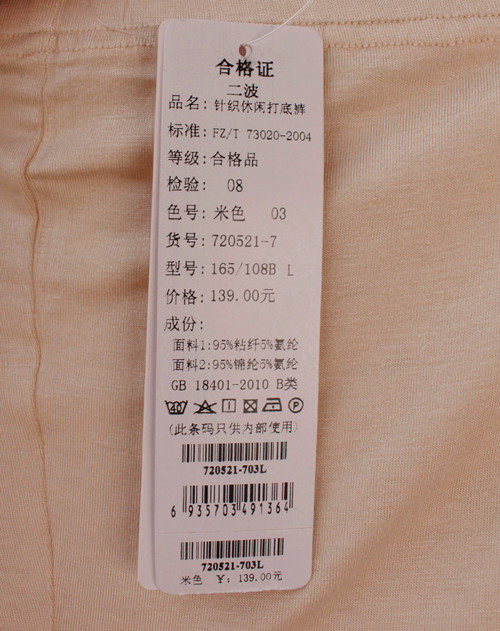 合格证
二波
品名: 针织休闲打底裤
标准: FZ/T 73020-2004
等级: 合格品
检验: 08
色号: 米色 03
货号: 720521-7
型号: 165/108B L
价格: 139.00元
成份:
面料1:95%粘纤5%氨纶
面料2:95%锦纶5%氨纶
GB 18401-2010 B类
40 P
(此条码只供内部使用)
720521-703L
6 935703 491364
720521-703L
米色 ¥: 139.00元